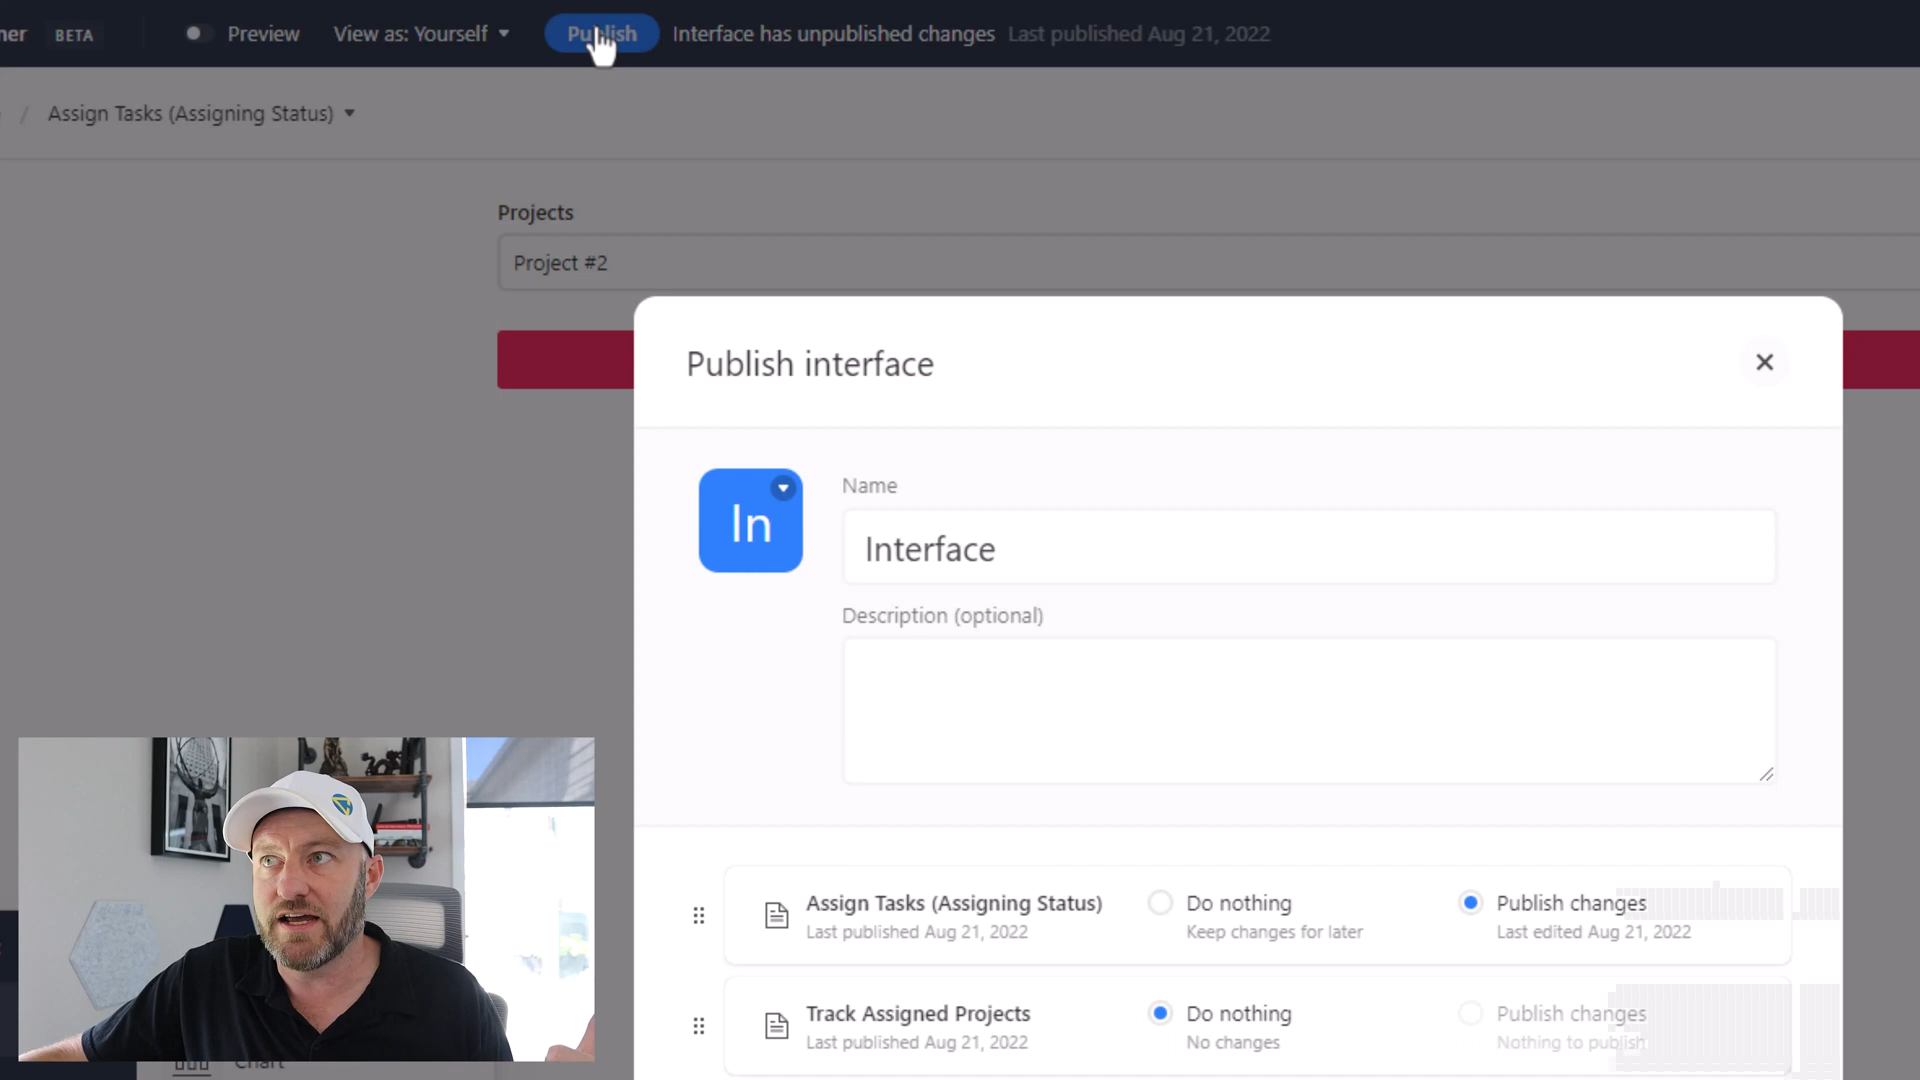 ner BETA Preview View as: Yourself Publish Interface has unpublished changes Last published Aug 21, 2022
/ Assign Tasks (Assigning Status)
Projects
Project #2
Publish interface
In
Name
Interface
Description (optional)
Assign Tasks (Assigning Status) Do nothing Publish changes
Last published Aug 21, 2022 Keep changes for later Last edited Aug 21, 2022
Track Assigned Projects Do nothing Publish changes
Last published Aug 21, 2022 No changes Nothing to publish
Chart